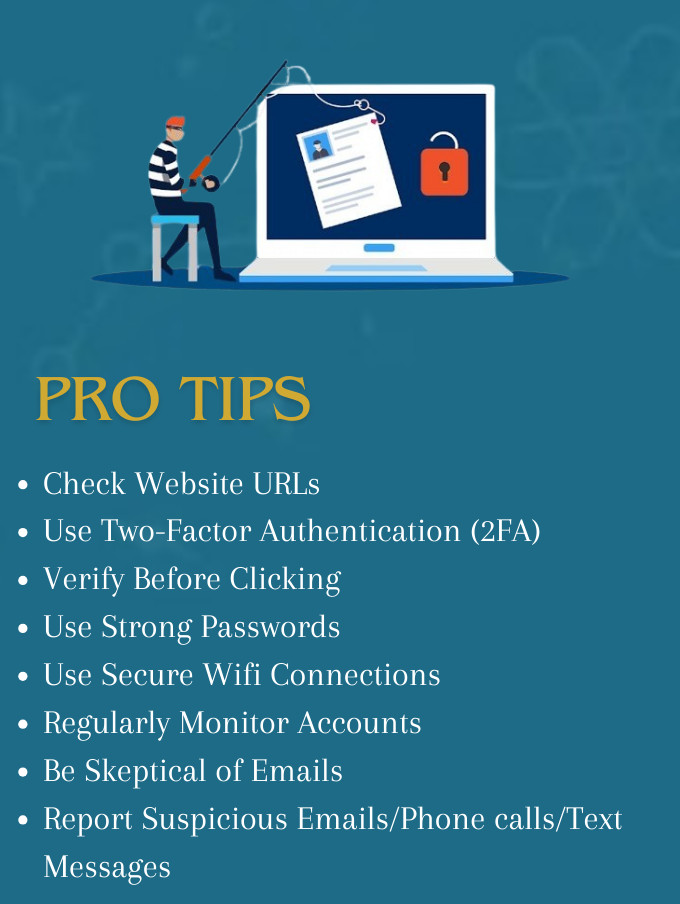 PRO TIPS
• Check Website URLs
• Use Two-Factor Authentication (2FA)
• Verify Before Clicking
• Use Strong Passwords
• Use Secure Wifi Connections
• Regularly Monitor Accounts
• Be Skeptical of Emails
• Report Suspicious Emails/Phone calls/Text
Messages